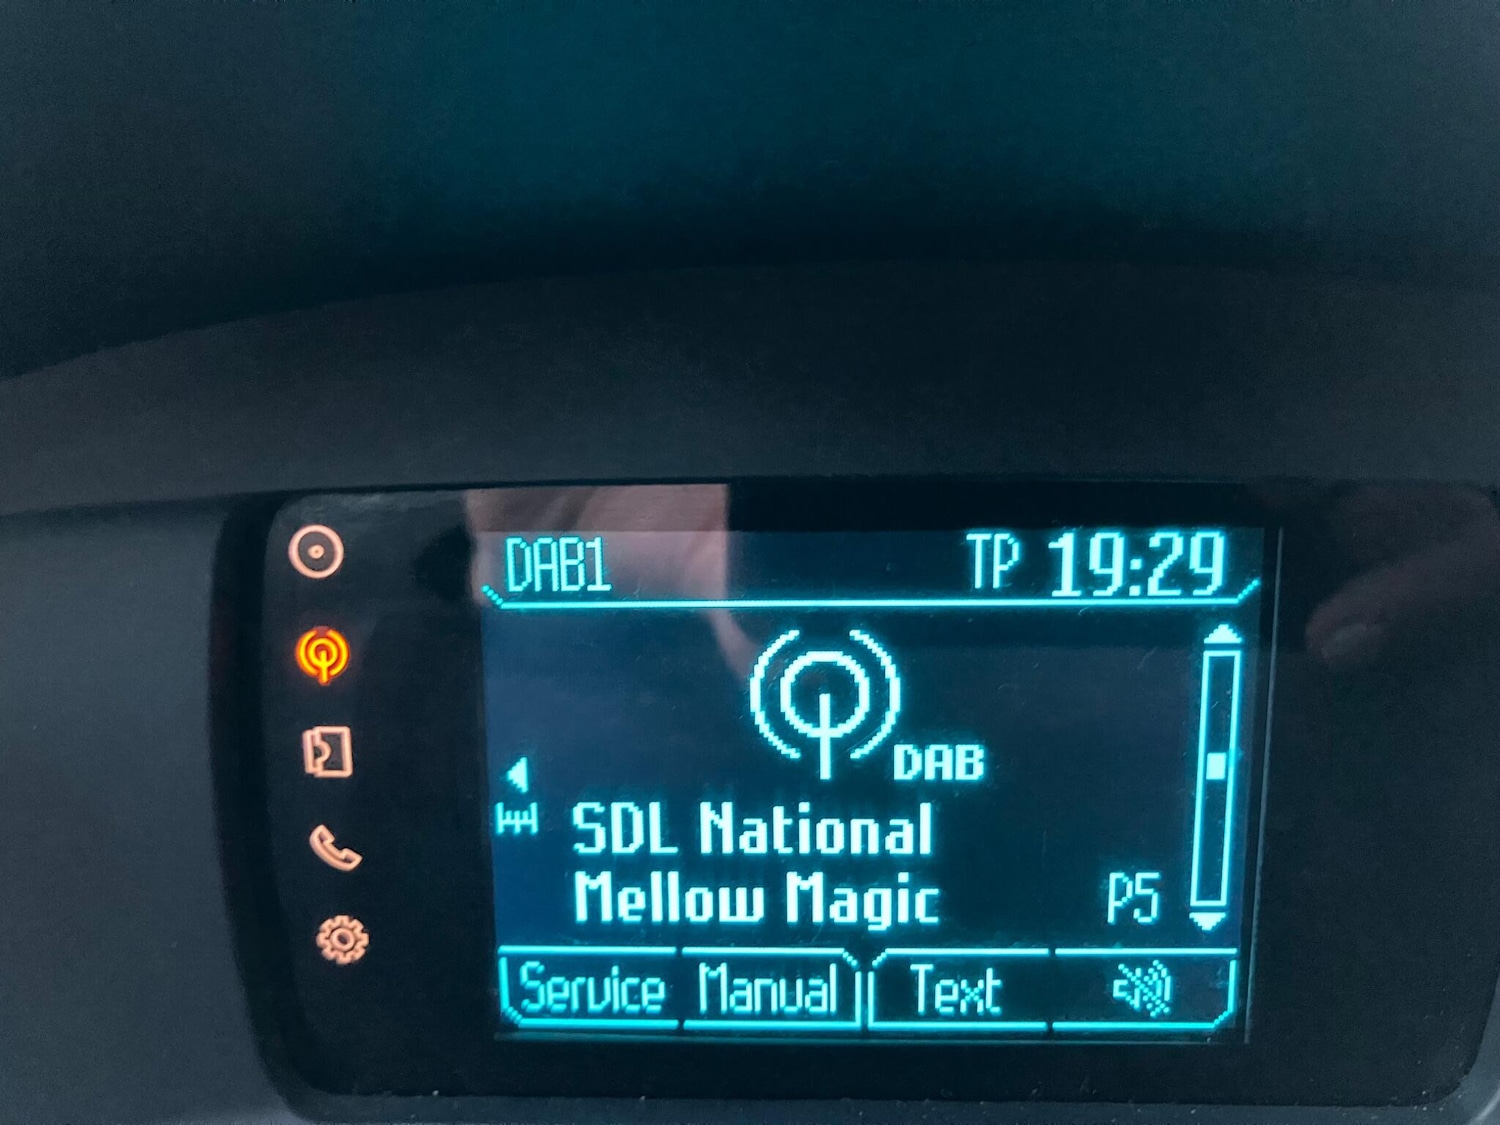 DAB1 TP 19:29
DAB
SDL National
Mellow Magic P5
Service Manual Text